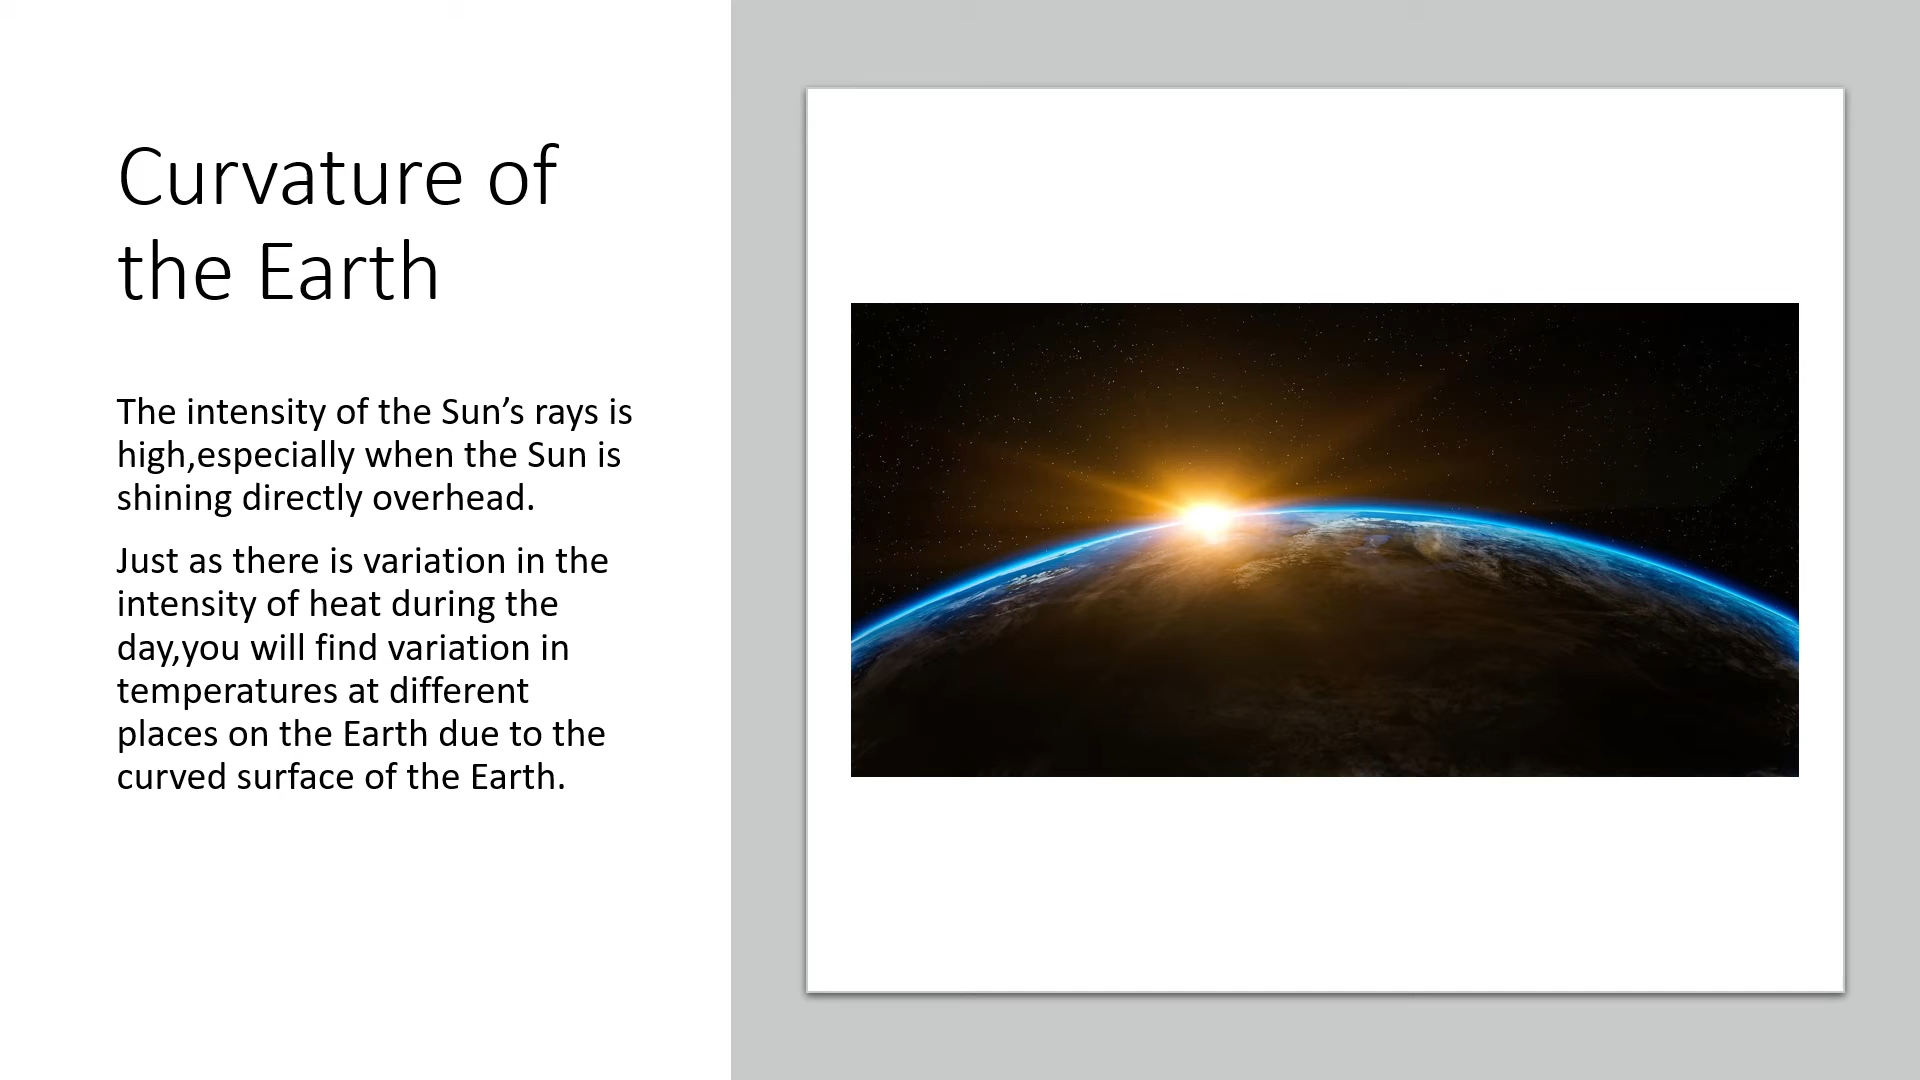 Curvature of
the Earth
The intensity of the Sun’s rays is
high,especially when the Sun is
shining directly overhead.
Just as there is variation in the
intensity of heat during the
day,you will find variation in
temperatures at different
places on the Earth due to the
curved surface of the Earth.